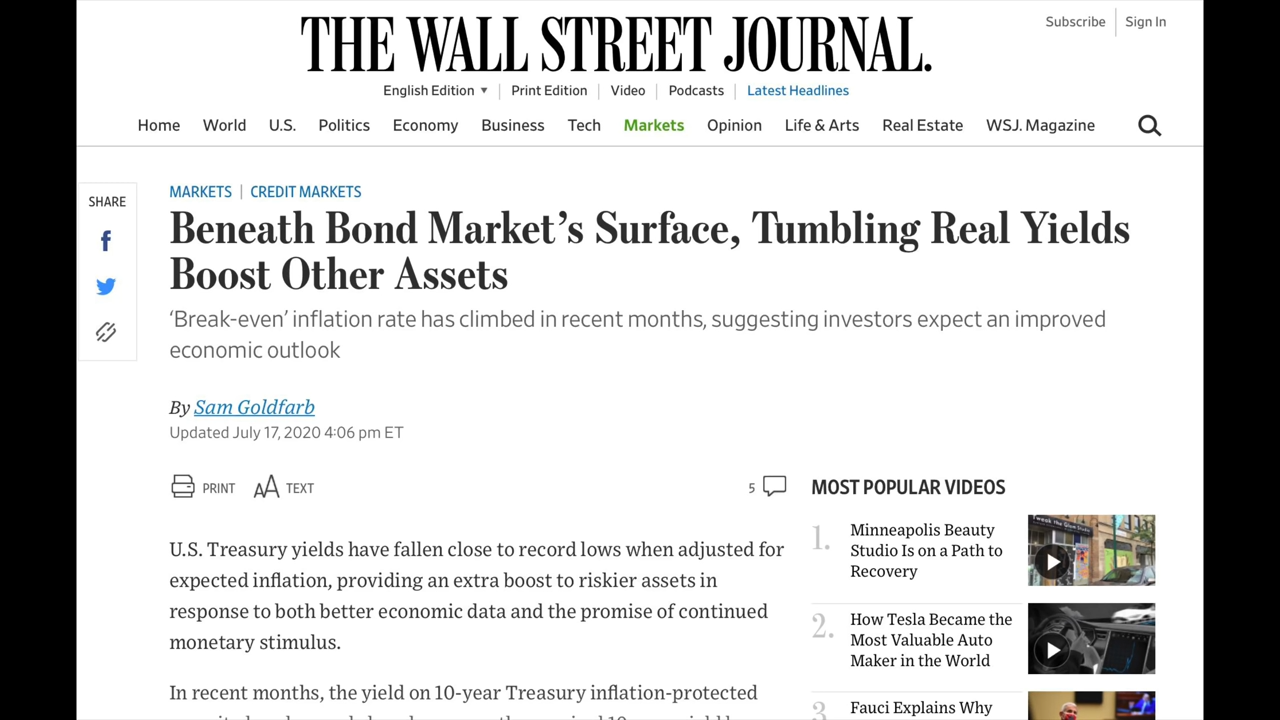 THE WALL STREET JOURNAL.
Subscribe Sign In
English Edition ▼ Print Edition Video Podcasts Latest Headlines
Home World U.S. Politics Economy Business Tech Markets Opinion Life & Arts Real Estate WSJ. Magazine
SHARE
MARKETS | CREDIT MARKETS
Beneath Bond Market’s Surface, Tumbling Real Yields
Boost Other Assets
‘Break-even’ inflation rate has climbed in recent months, suggesting investors expect an improved
economic outlook
By Sam Goldfarb
Updated July 17, 2020 4:06 pm ET
PRINT AA TEXT
5
U.S. Treasury yields have fallen close to record lows when adjusted for
expected inflation, providing an extra boost to riskier assets in
response to both better economic data and the promise of continued
monetary stimulus.
In recent months, the yield on 10-year Treasury inflation-protected
MOST POPULAR VIDEOS
1.
Minneapolis Beauty
Studio Is on a Path to
Recovery
2.
How Tesla Became the
Most Valuable Auto
Maker in the World
3
Fauci Explains Why